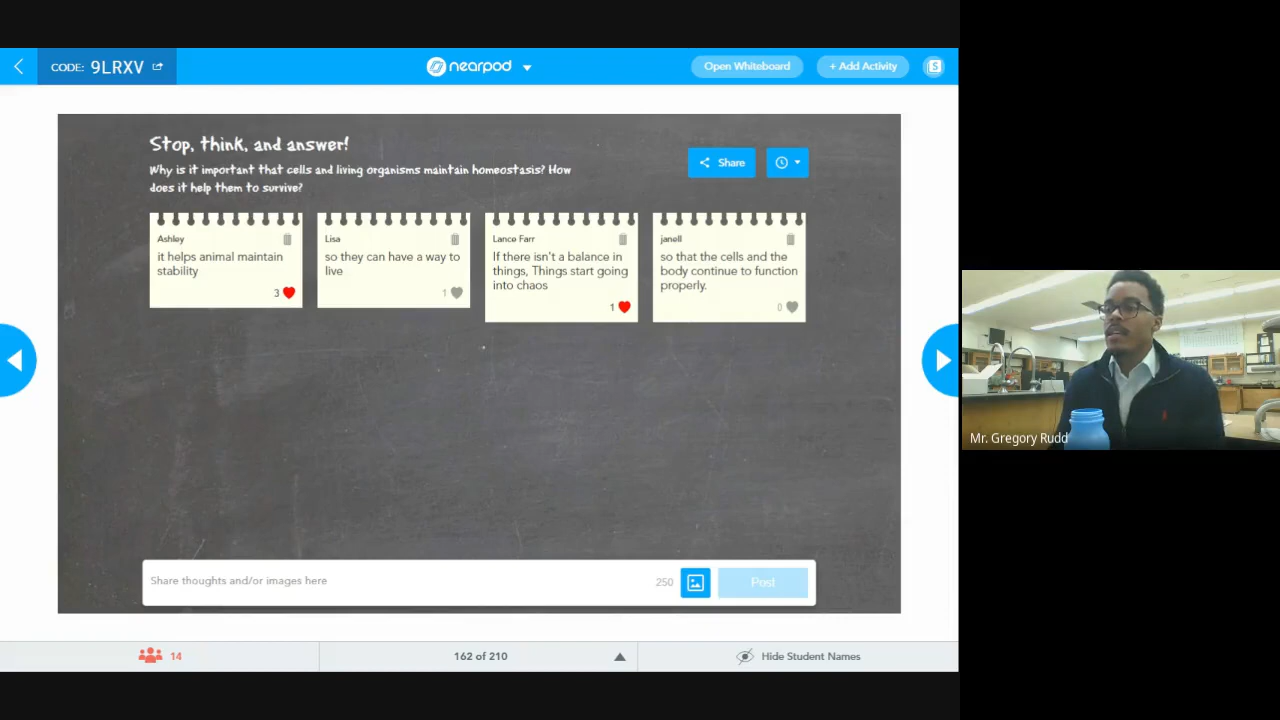 CODE: 9LRXV
nearpod
Open Whiteboard
+ Add Activity
S
Stop, think, and answer!
Why is it important that cells and living organisms maintain homeostasis? How
does it help them to survive?
Share
Ashley
it helps animal maintain
stability
3
Lisa
so they can have a way to
live
1
Lance Farr
If there isn't a balance in
things, Things start going
into chaos
1
janell
so that the cells and the
body continue to function
properly.
0
Share thoughts and/or images here
250
Post
14
162 of 210
Hide Student Names
Mr. Gregory Rudd